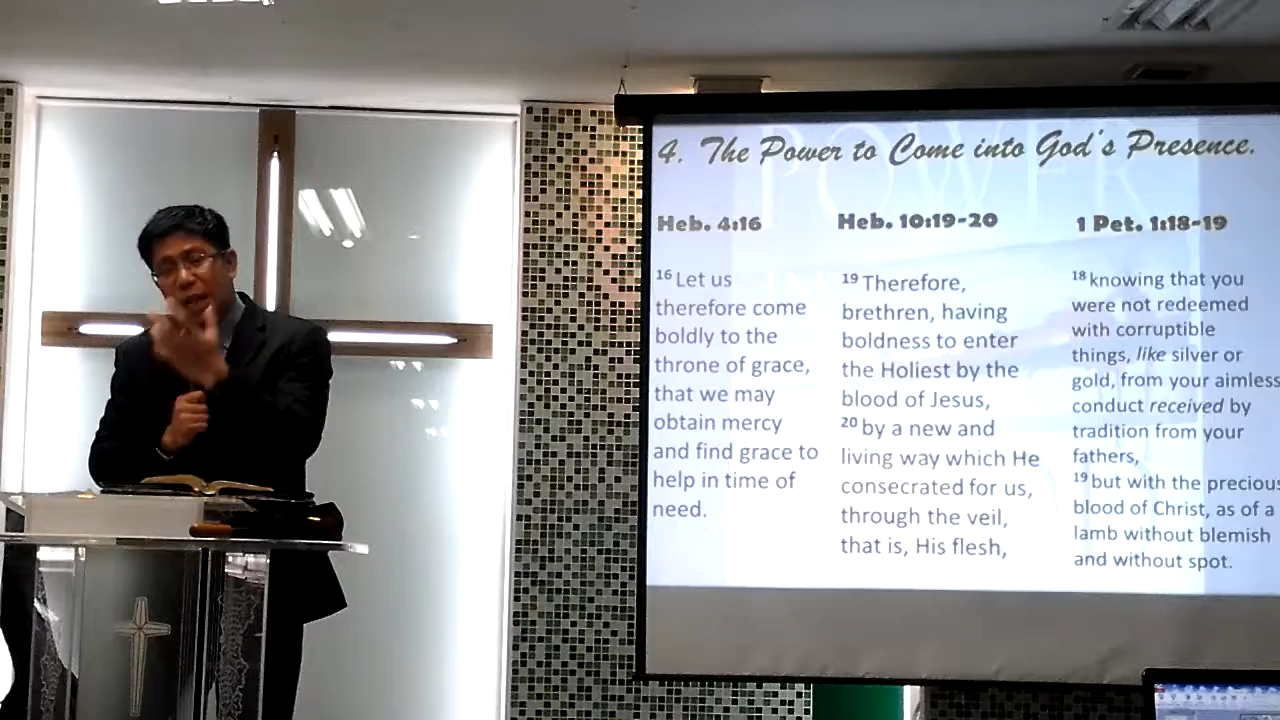 4. The Power to Come into God's Presence.
POWER
IN
Heb. 4:16
16 Let us
therefore come
boldly to the
throne of grace,
that we may
obtain mercy
and find grace to
help in time of
need.
Heb. 10:19-20
19 Therefore,
brethren, having
boldness to enter
the Holiest by the
blood of Jesus,
20 by a new and
living way which He
consecrated for us,
through the veil,
that is, His flesh,
1 Pet. 1:18-19
18 knowing that you
were not redeemed
with corruptible
things, like silver or
gold, from your aimless
conduct received by
tradition from your
fathers,
19 but with the precious
blood of Christ, as of a
lamb without blemish
and without spot.